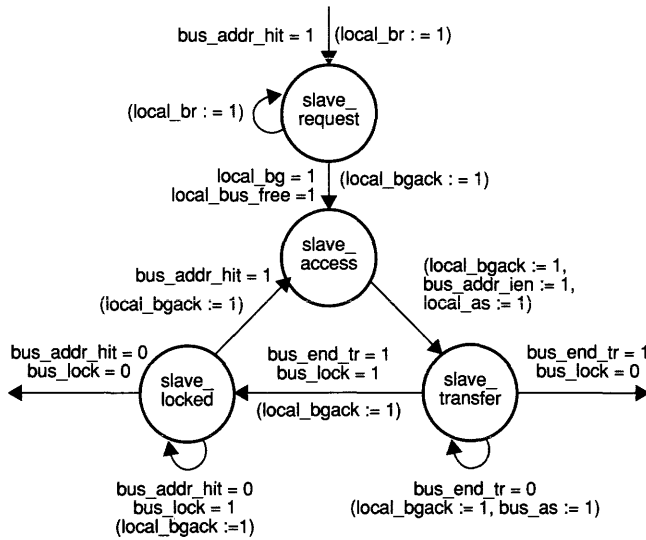 bus_addr_hit = 1 (local_br : = 1)
slave_
request
(local_br : = 1)
local_bg = 1
local_bus_free =1
(local_bgack : = 1)
slave_
access
bus_addr_hit = 1
(local_bgack := 1)
(local_bgack := 1,
bus_addr_ien := 1,
local_as := 1)
bus_addr_hit = 0
bus_lock = 0
slave_
locked
bus_end_tr = 1
bus_lock = 1
(local_bgack := 1)
slave_
transfer
bus_end_tr = 1
bus_lock = 0
bus_addr_hit = 0
bus_lock = 1
(local_bgack :=1)
bus_end_tr = 0
(local_bgack := 1, bus_as := 1)